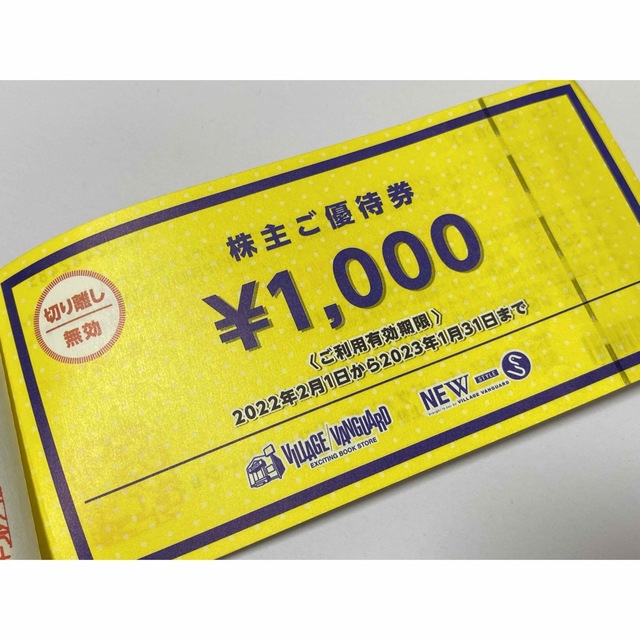 株主ご優待券
¥1,000
切り離し
無効
〈ご利用有効期限〉
2022年2月1日から2023年1月31日まで
VILLAGE/VANGUARD
EXCITING BOOK STORE
NEW STYLE S
VILLAGE VANGUARD